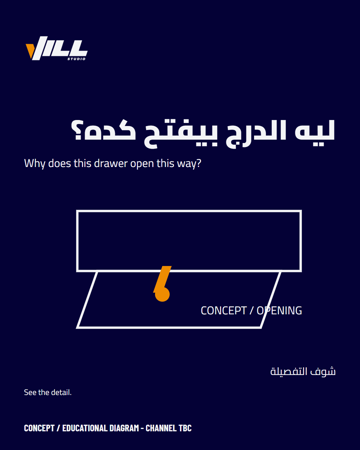 VILL
STUDIO
ليه الدرج بيفتح كده؟
Why does this drawer open this way?
CONCEPT / OPENING
شوف التفصيلة
See the detail.
CONCEPT / EDUCATIONAL DIAGRAM - CHANNEL TBC